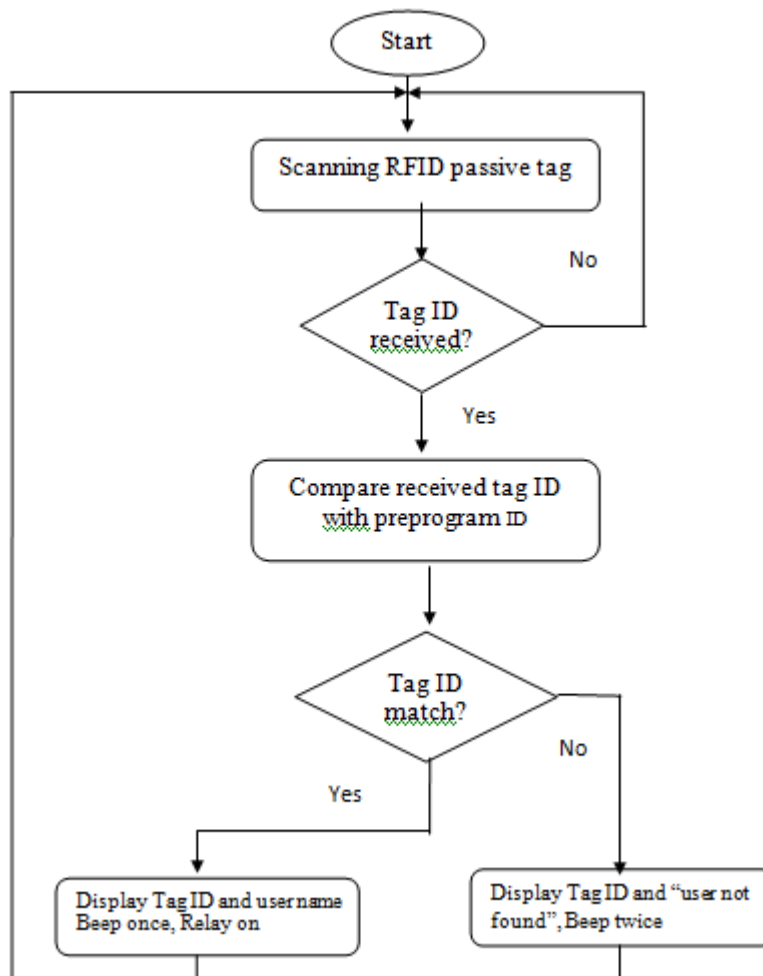 Start
Scanning RFID passive tag
No
Tag ID
received?
Yes
Compare received tag ID
with preprogram ID
Tag ID
match?
No
Yes
Display Tag ID and username
Beep once, Relay on
Display Tag ID and “user not
found”, Beep twice